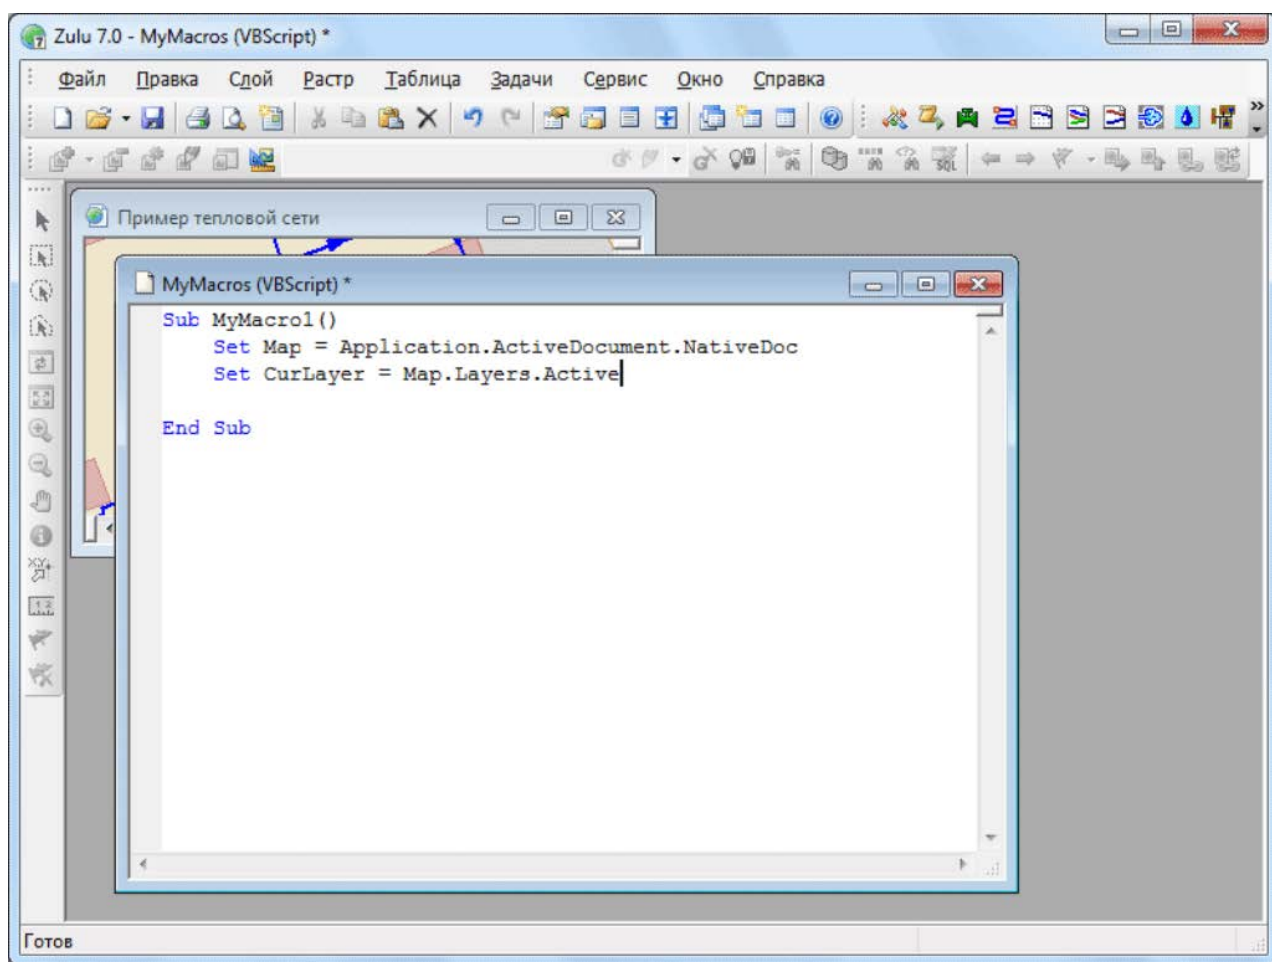 Zulu 7.0 - MyMacros (VBScript) *
Файл Правка Слой Растр Таблица Задачи Сервис Окно Справка
SQL
Пример тепловой сети
MyMacros (VBScript) *
Sub MyMacro1()
Set Map = Application.ActiveDocument.NativeDoc
Set CurLayer = Map.Layers.Active
End Sub
Готов